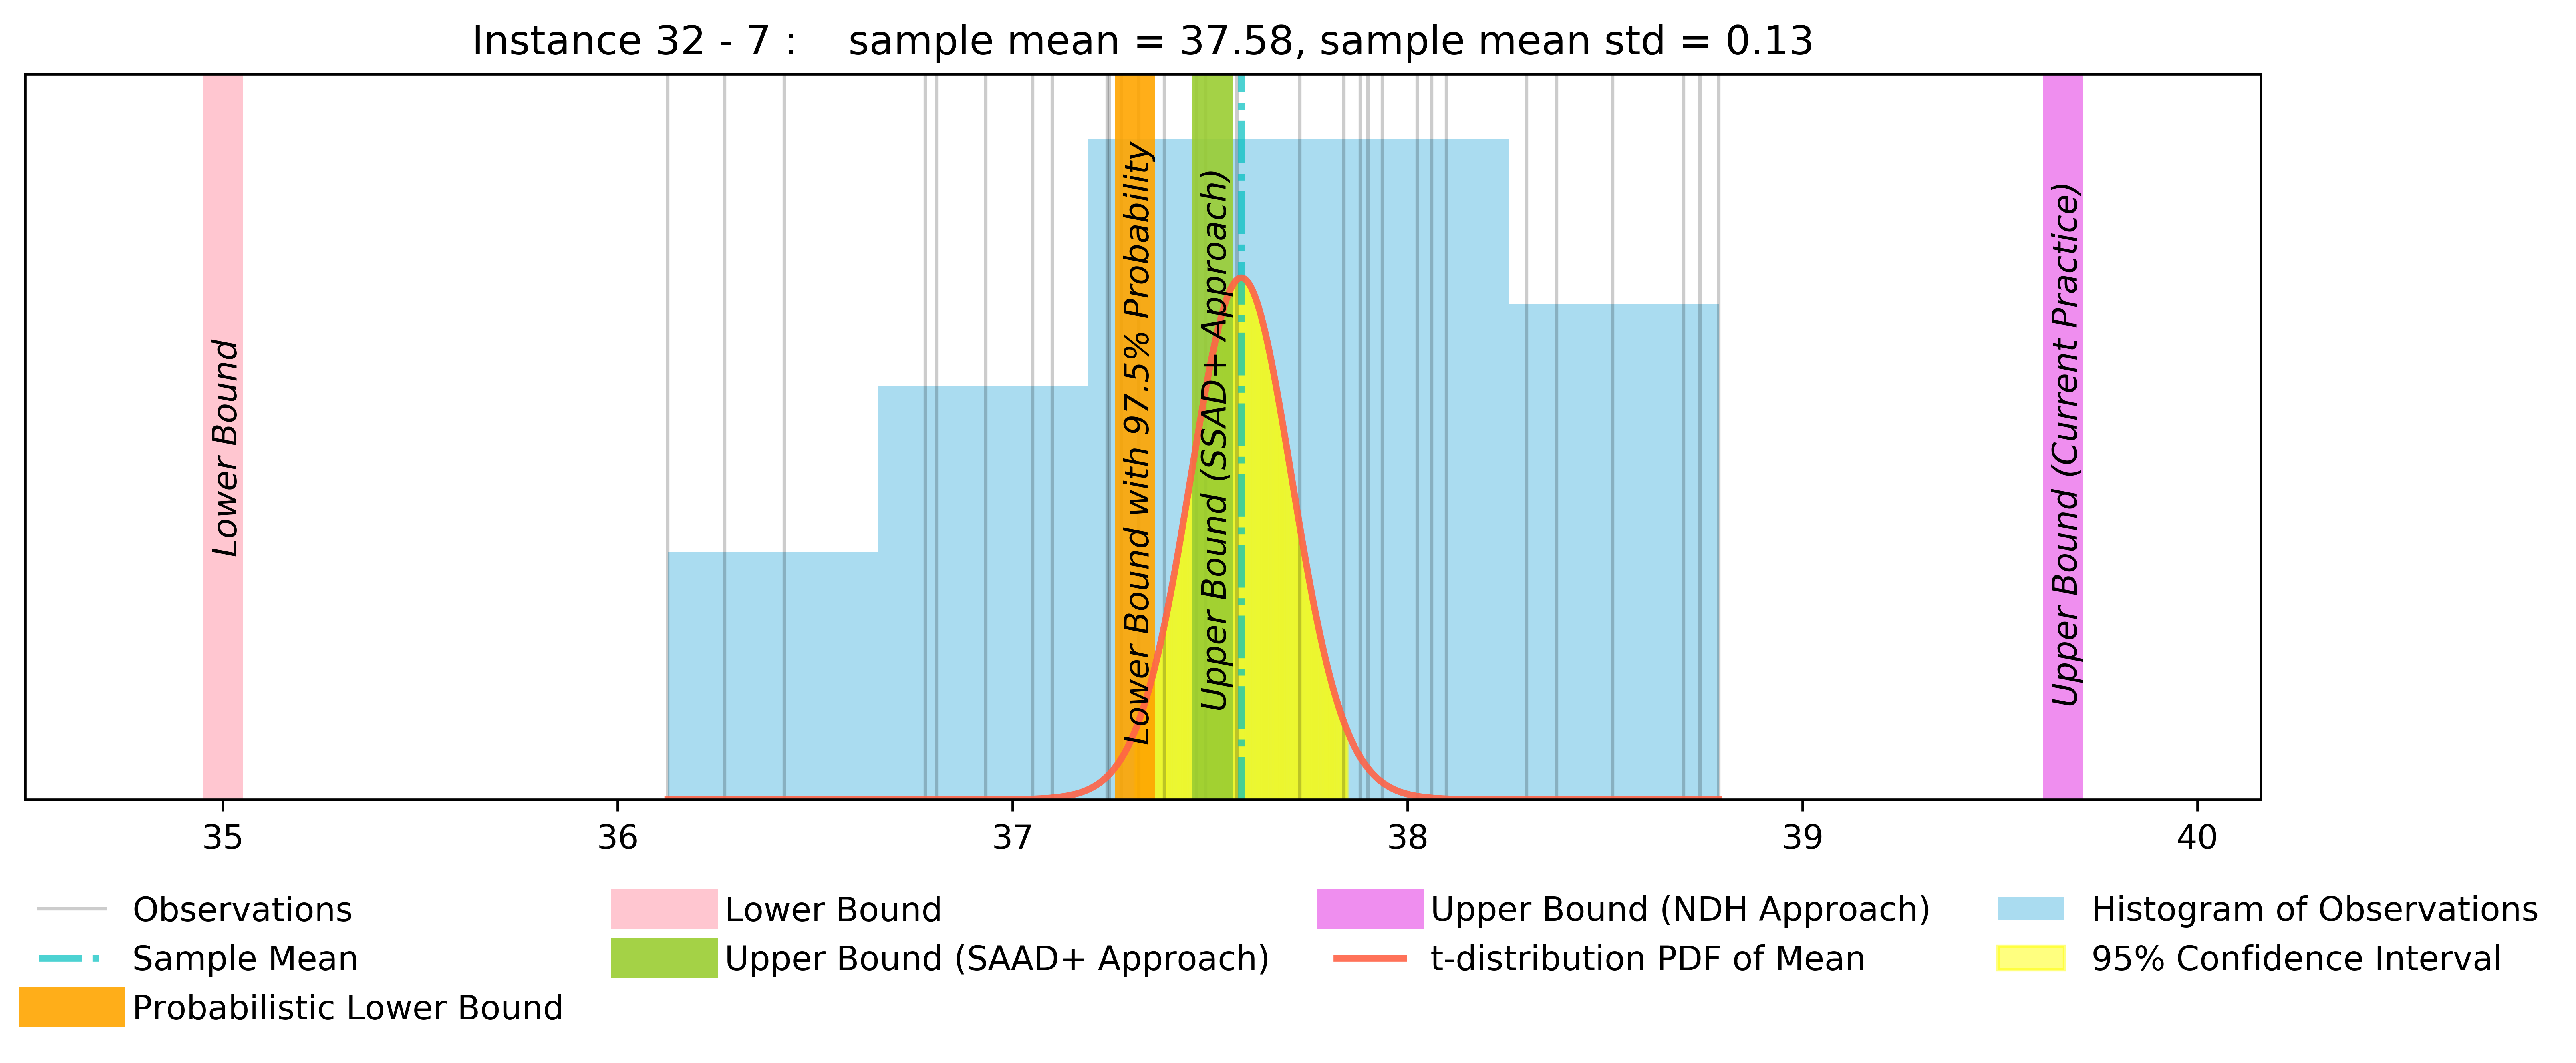 Instance 32 - 7 :    sample mean = 37.58, sample mean std = 0.13
Lower Bound
Lower Bound with 97.5% Probability
Upper Bound (SSAD+ Approach)
Upper Bound (Current Practice)
35 36 37 38 39 40
Observations
Sample Mean
Probabilistic Lower Bound
Lower Bound
Upper Bound (SAAD+ Approach)
Upper Bound (NDH Approach)
t-distribution PDF of Mean
Histogram of Observations
95% Confidence Interval